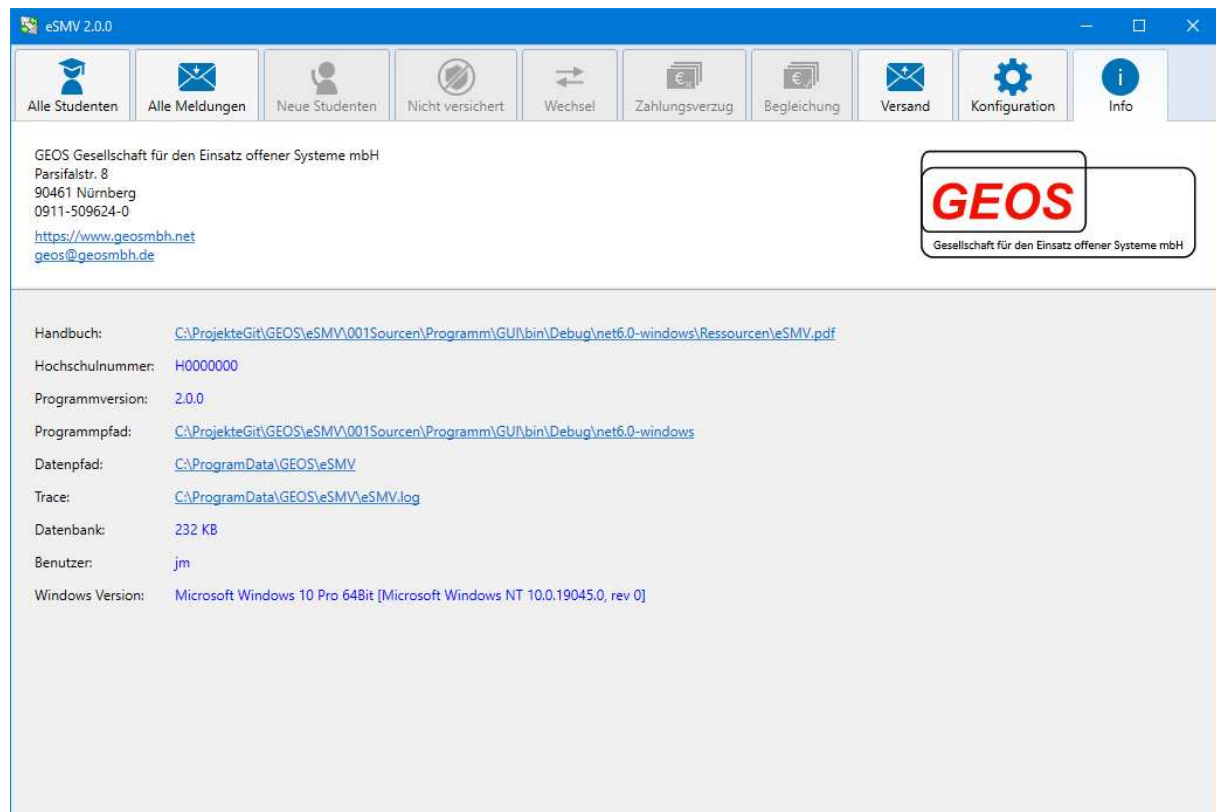 eSMV 2.0.0
Alle Studenten
Alle Meldungen
Neue Studenten
Nicht versichert
Wechsel
Zahlungsverzug
Begleichung
Versand
Konfiguration
Info
GEOS Gesellschaft für den Einsatz offener Systeme mbH
Parsifalstr. 8
90461 Nürnberg
0911-509624-0
https://www.geosmbh.net
geos@geosmbh.de
GEOS
Gesellschaft für den Einsatz offener Systeme mbH
Handbuch: C:\ProjekteGit\GEOS\eSMV\001Sourcen\Programm\GUI\bin\Debug\net6.0-windows\Ressourcen\eSMV.pdf
Hochschulnummer: H0000000
Programmversion: 2.0.0
Programmpfad: C:\ProjekteGit\GEOS\eSMV\001Sourcen\Programm\GUI\bin\Debug\net6.0-windows
Datenpfad: C:\ProgramData\GEOS\eSMV
Trace: C:\ProgramData\GEOS\eSMV\eSMV.log
Datenbank: 232 KB
Benutzer: jm
Windows Version: Microsoft Windows 10 Pro 64Bit [Microsoft Windows NT 10.0.19045.0, rev 0]